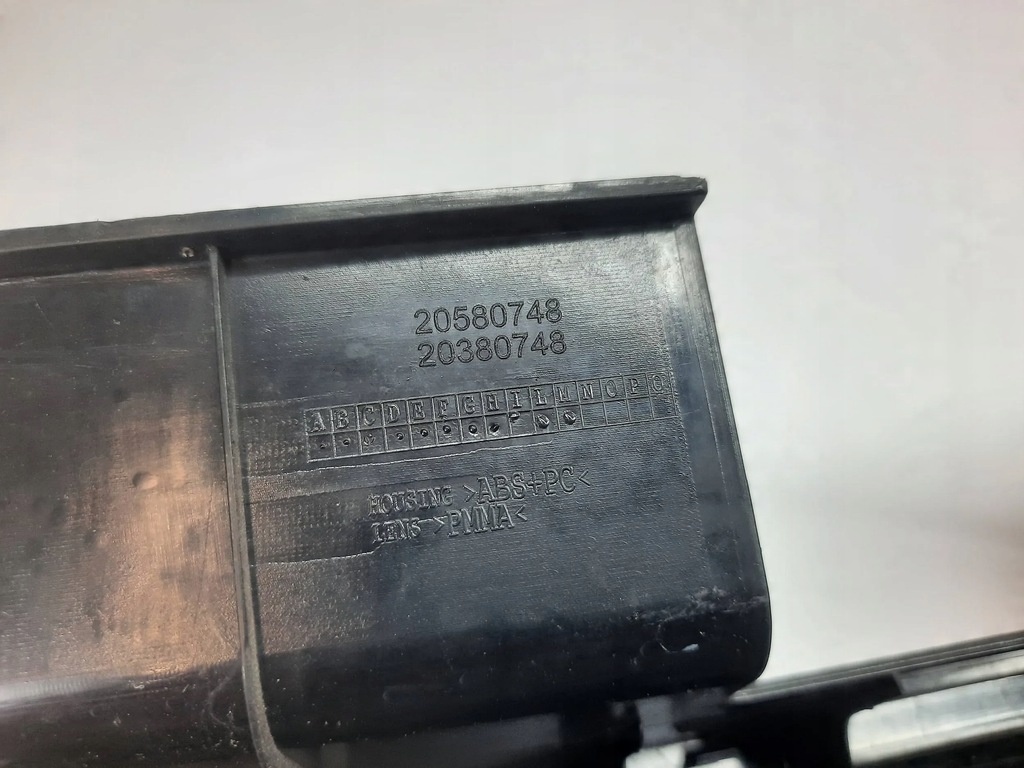 20580748
20380748
A B C D E F G H I L M N O P Q
HOUSING >ABS+PC<
LENS >PMMA<